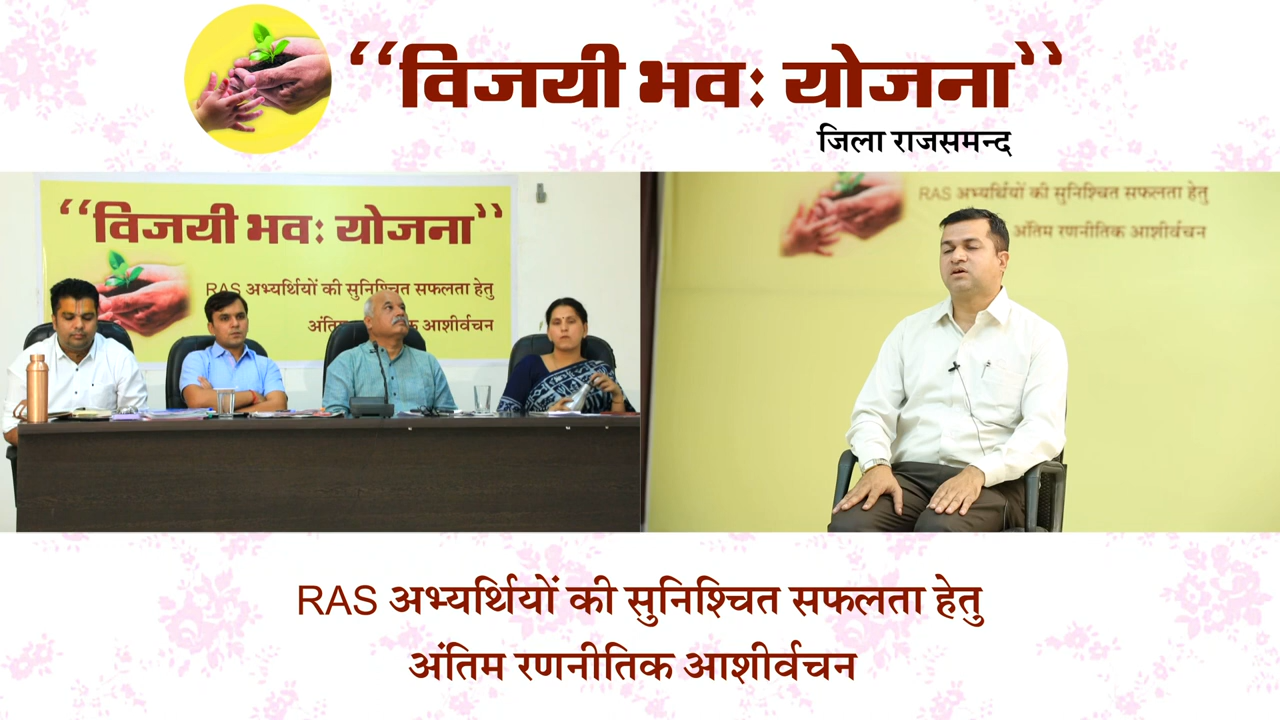 “विजयी भवः योजना”
जिला राजसमन्द
“विजयी भवः योजना”
RAS अभ्यर्थियों की सुनिश्चित सफलता हेतु
आशीर्वचन
RAS अभ्यर्थियों की सुनिश्चित सफलता हेतु
अंतिम रणनीतिक आशीर्वचन
RAS अभ्यर्थियों की सुनिश्चित सफलता हेतु
अंतिम रणनीतिक आशीर्वचन